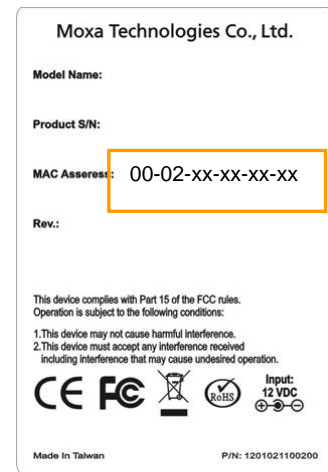 Moxa Technologies Co., Ltd.
Model Name:
Product S/N:
MAC Asseress: 00-02-xx-xx-xx-xx
Rev.:
This device complies with Part 15 of the FCC rules.
Operation is subject to the following conditions:
1.This device may not cause harmful interference.
2.This device must accept any interference received
including interference that may cause undesired operation.
CE FC RoHS Input:
12 VDC
Made In Taiwan P/N: 1201021100200